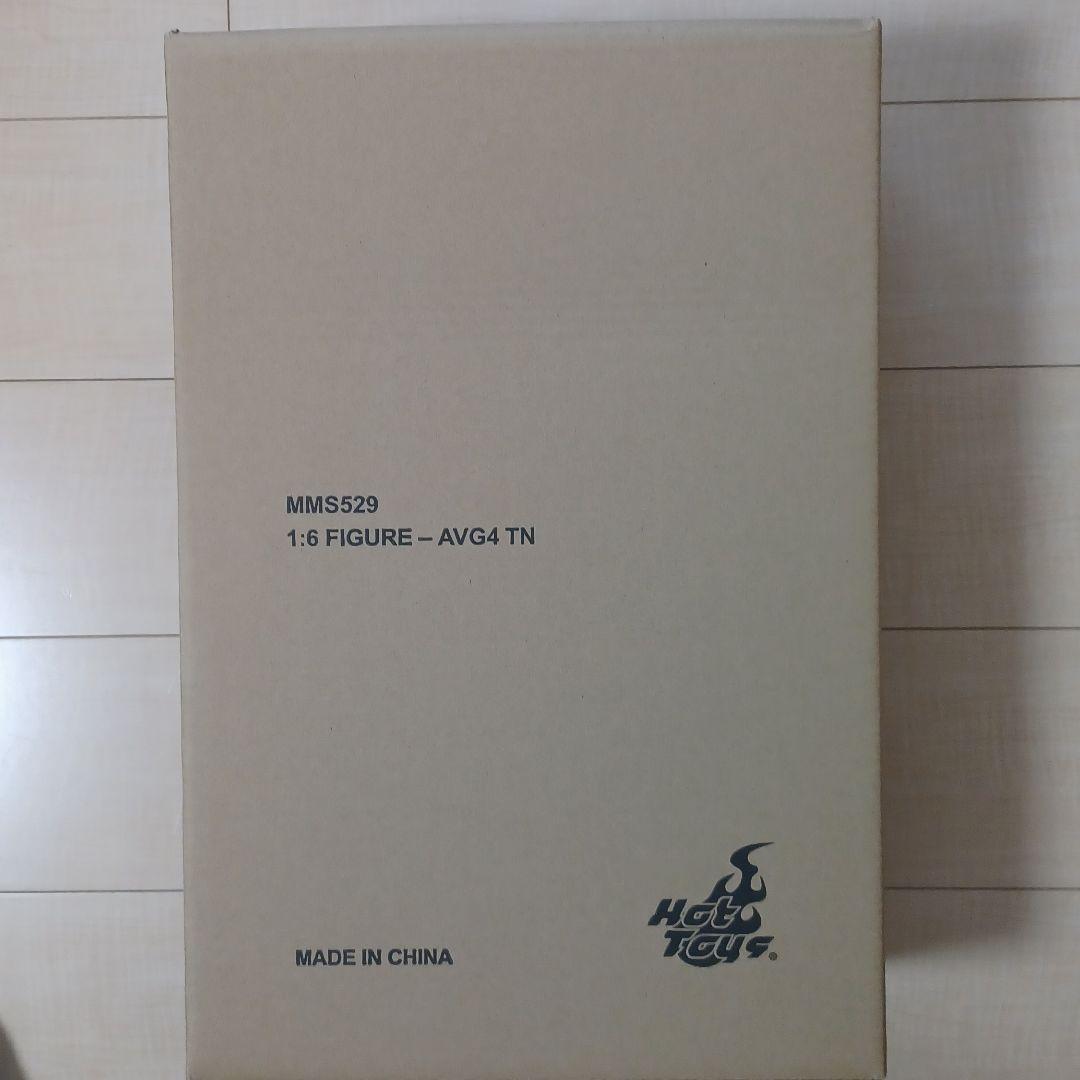 MMS529
1:6 FIGURE – AVG4 TN
MADE IN CHINA
Hot
Toys®